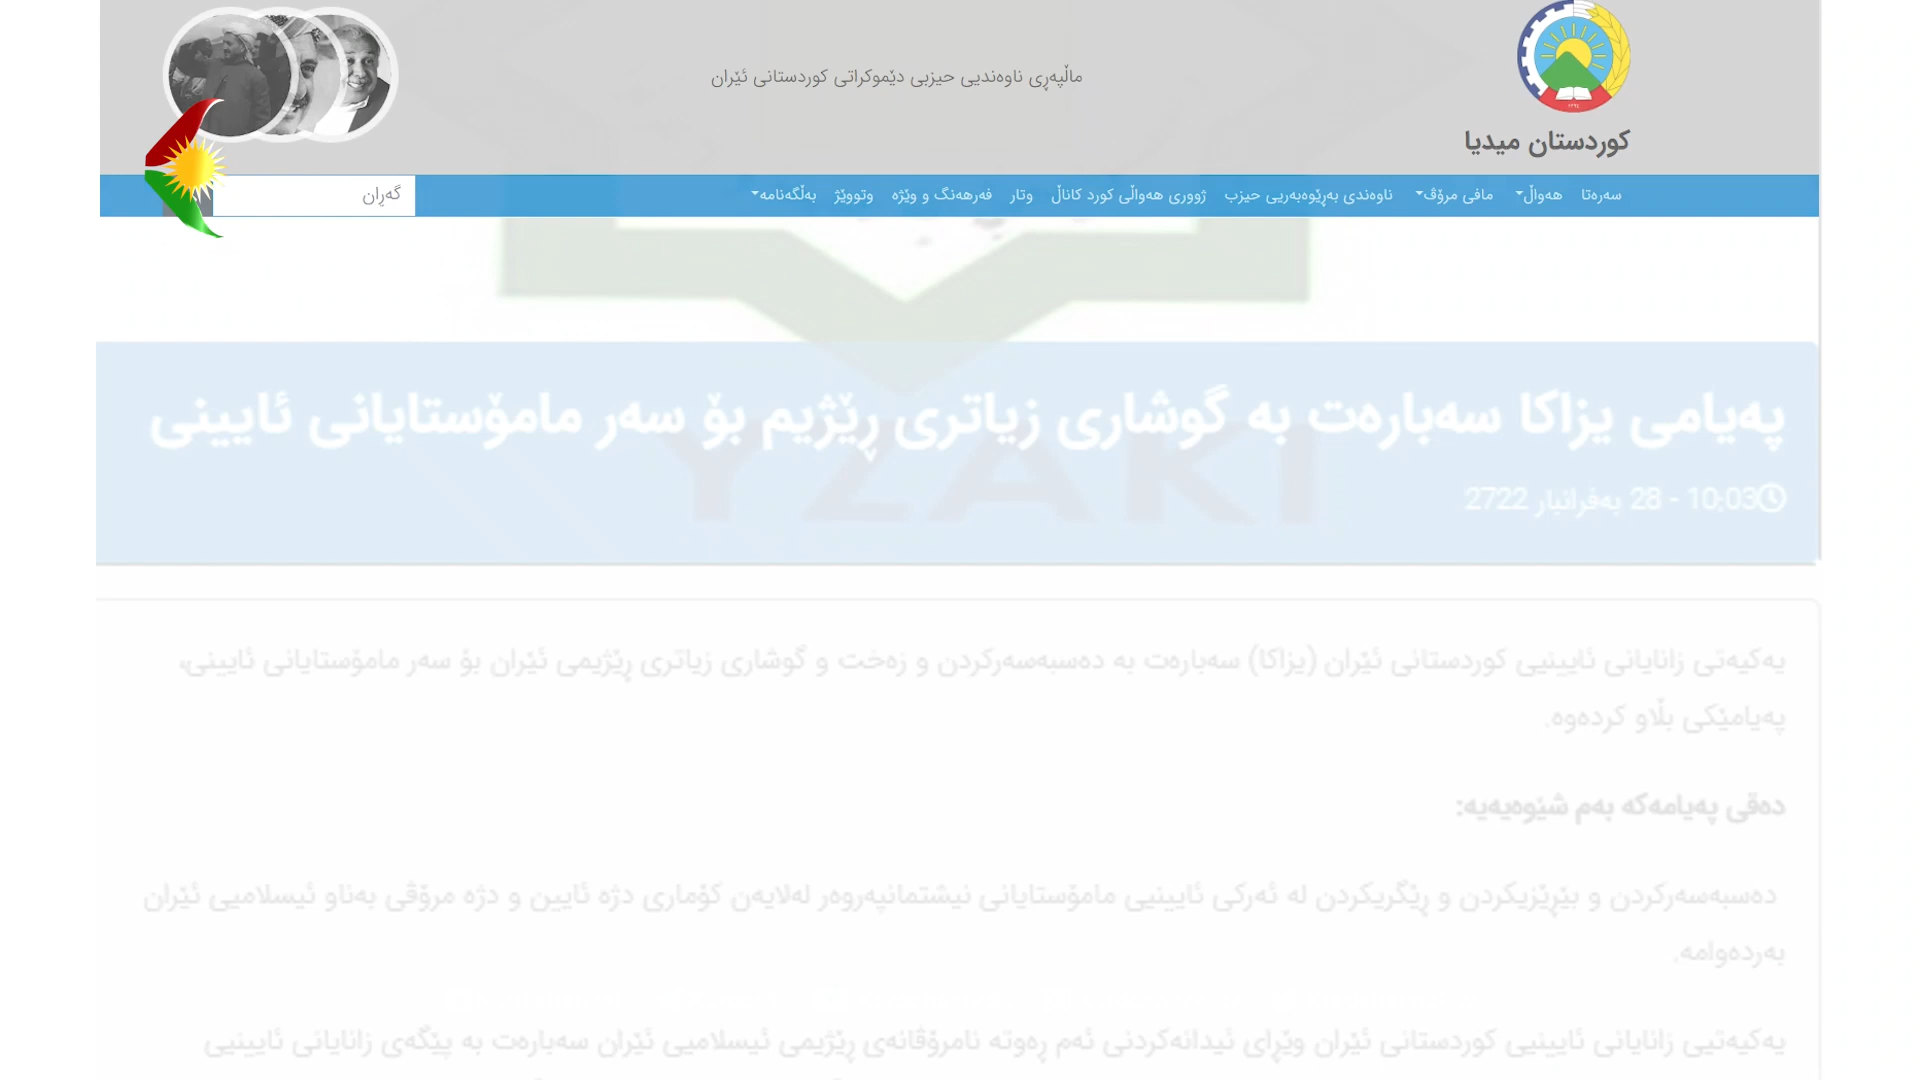 ماڵپەڕی ناوەندیی حیزبی دێموکراتی کوردستانی ئێران
کوردستان میدیا
سەرەتا هەواڵ مافی مرۆڤ ناوەندی بەڕێوەبەریی حیزب ژووری هەواڵی کورد کاناڵ وتار فەرهەنگ و وێژە وتووێژ بەڵگەنامە
گەڕان
پەیامی یزاکا سەبارەت بە گوشاری زیاتری ڕێژیم بۆ سەر مامۆستایانی ئایینی
YZAKI
10:03 - 28 بەفرانبار 2722
یەکیەتی زانایانی ئایینیی کوردستانی ئێران (یزاکا) سەبارەت بە دەسبەسەرکردن و زەخت و گوشاری زیاتری ڕێژیمی ئێران بۆ سەر مامۆستایانی ئایینی،
پەیامێکی بڵاو کردەوە.
دەقی پەیامەکە بەم شێوەیەیە:
دەسبەسەرکردن و بێڕێزیکردن و ڕێگریکردن لە ئەرکی ئایینیی مامۆستایانی نیشتمانپەروەر لەلایەن کۆماری دژە ئایین و دژە مرۆڤی بەناو ئیسلامیی ئێران
بەردەوامە.
یەکیەتیی زانایانی ئایینیی کوردستانی ئێران وێڕای ئیدانەکردنی ئەم ڕەوتە نامرۆڤانەی ڕێژیمی ئیسلامیی ئێران سەبارەت بە پێگەی زانایانی ئایینیی